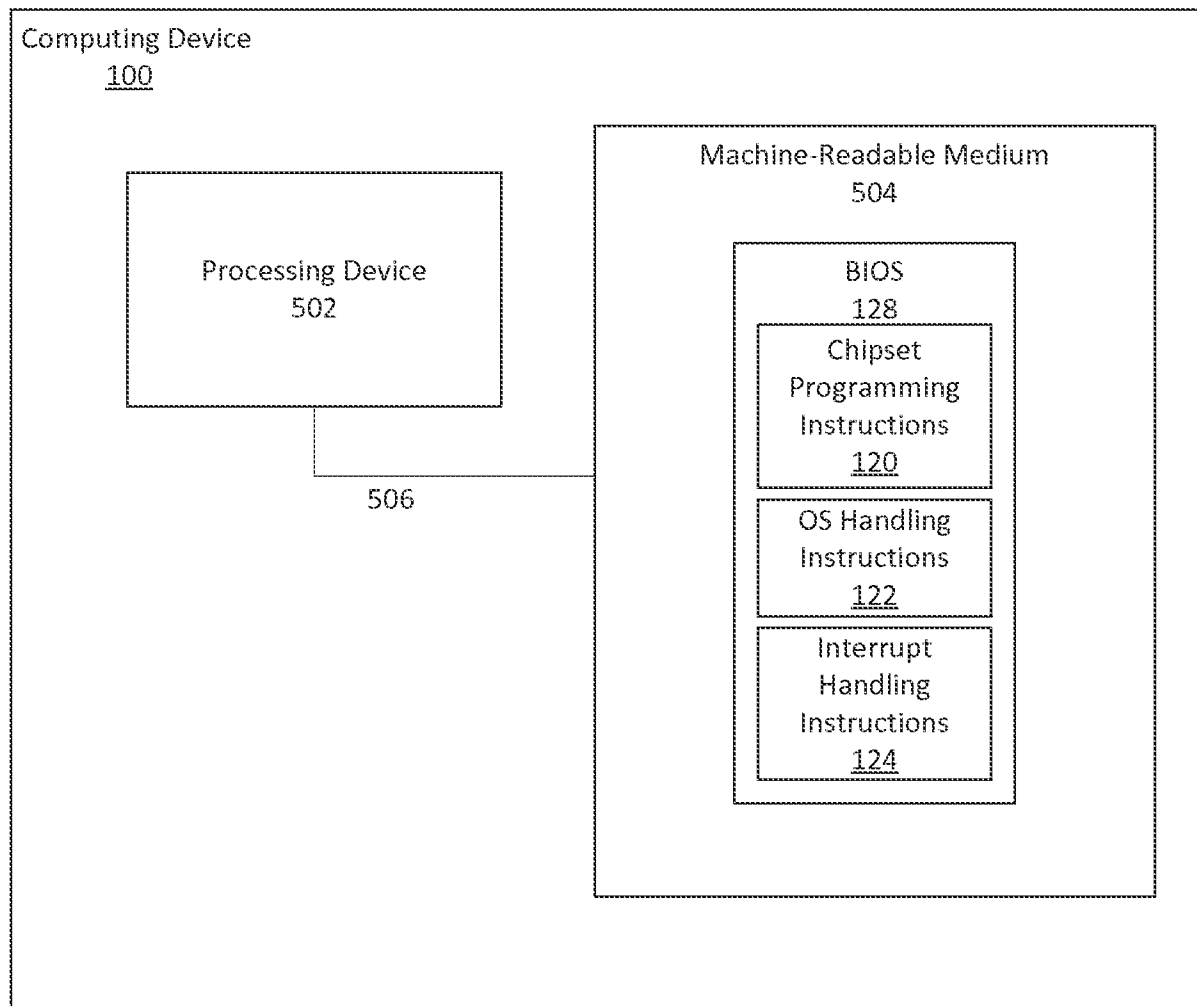 Computing Device
100
Processing Device
502
506
Machine-Readable Medium
504
BIOS
128
Chipset
Programming
Instructions
120
OS Handling
Instructions
122
Interrupt
Handling
Instructions
124